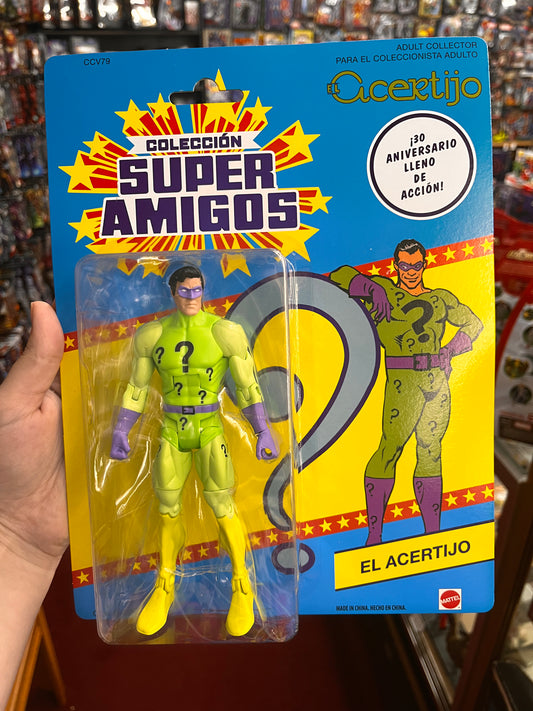 CCV79
ADULT COLLECTOR
PARA EL COLECCIONISTA ADULTO
EL acertijo
COLECCIÓN
SUPER
AMIGOS
¡30
ANIVERSARIO
LLENO
DE
ACCIÓN!
EL ACERTIJO
MADE IN CHINA. HECHO EN CHINA.
MATTEL